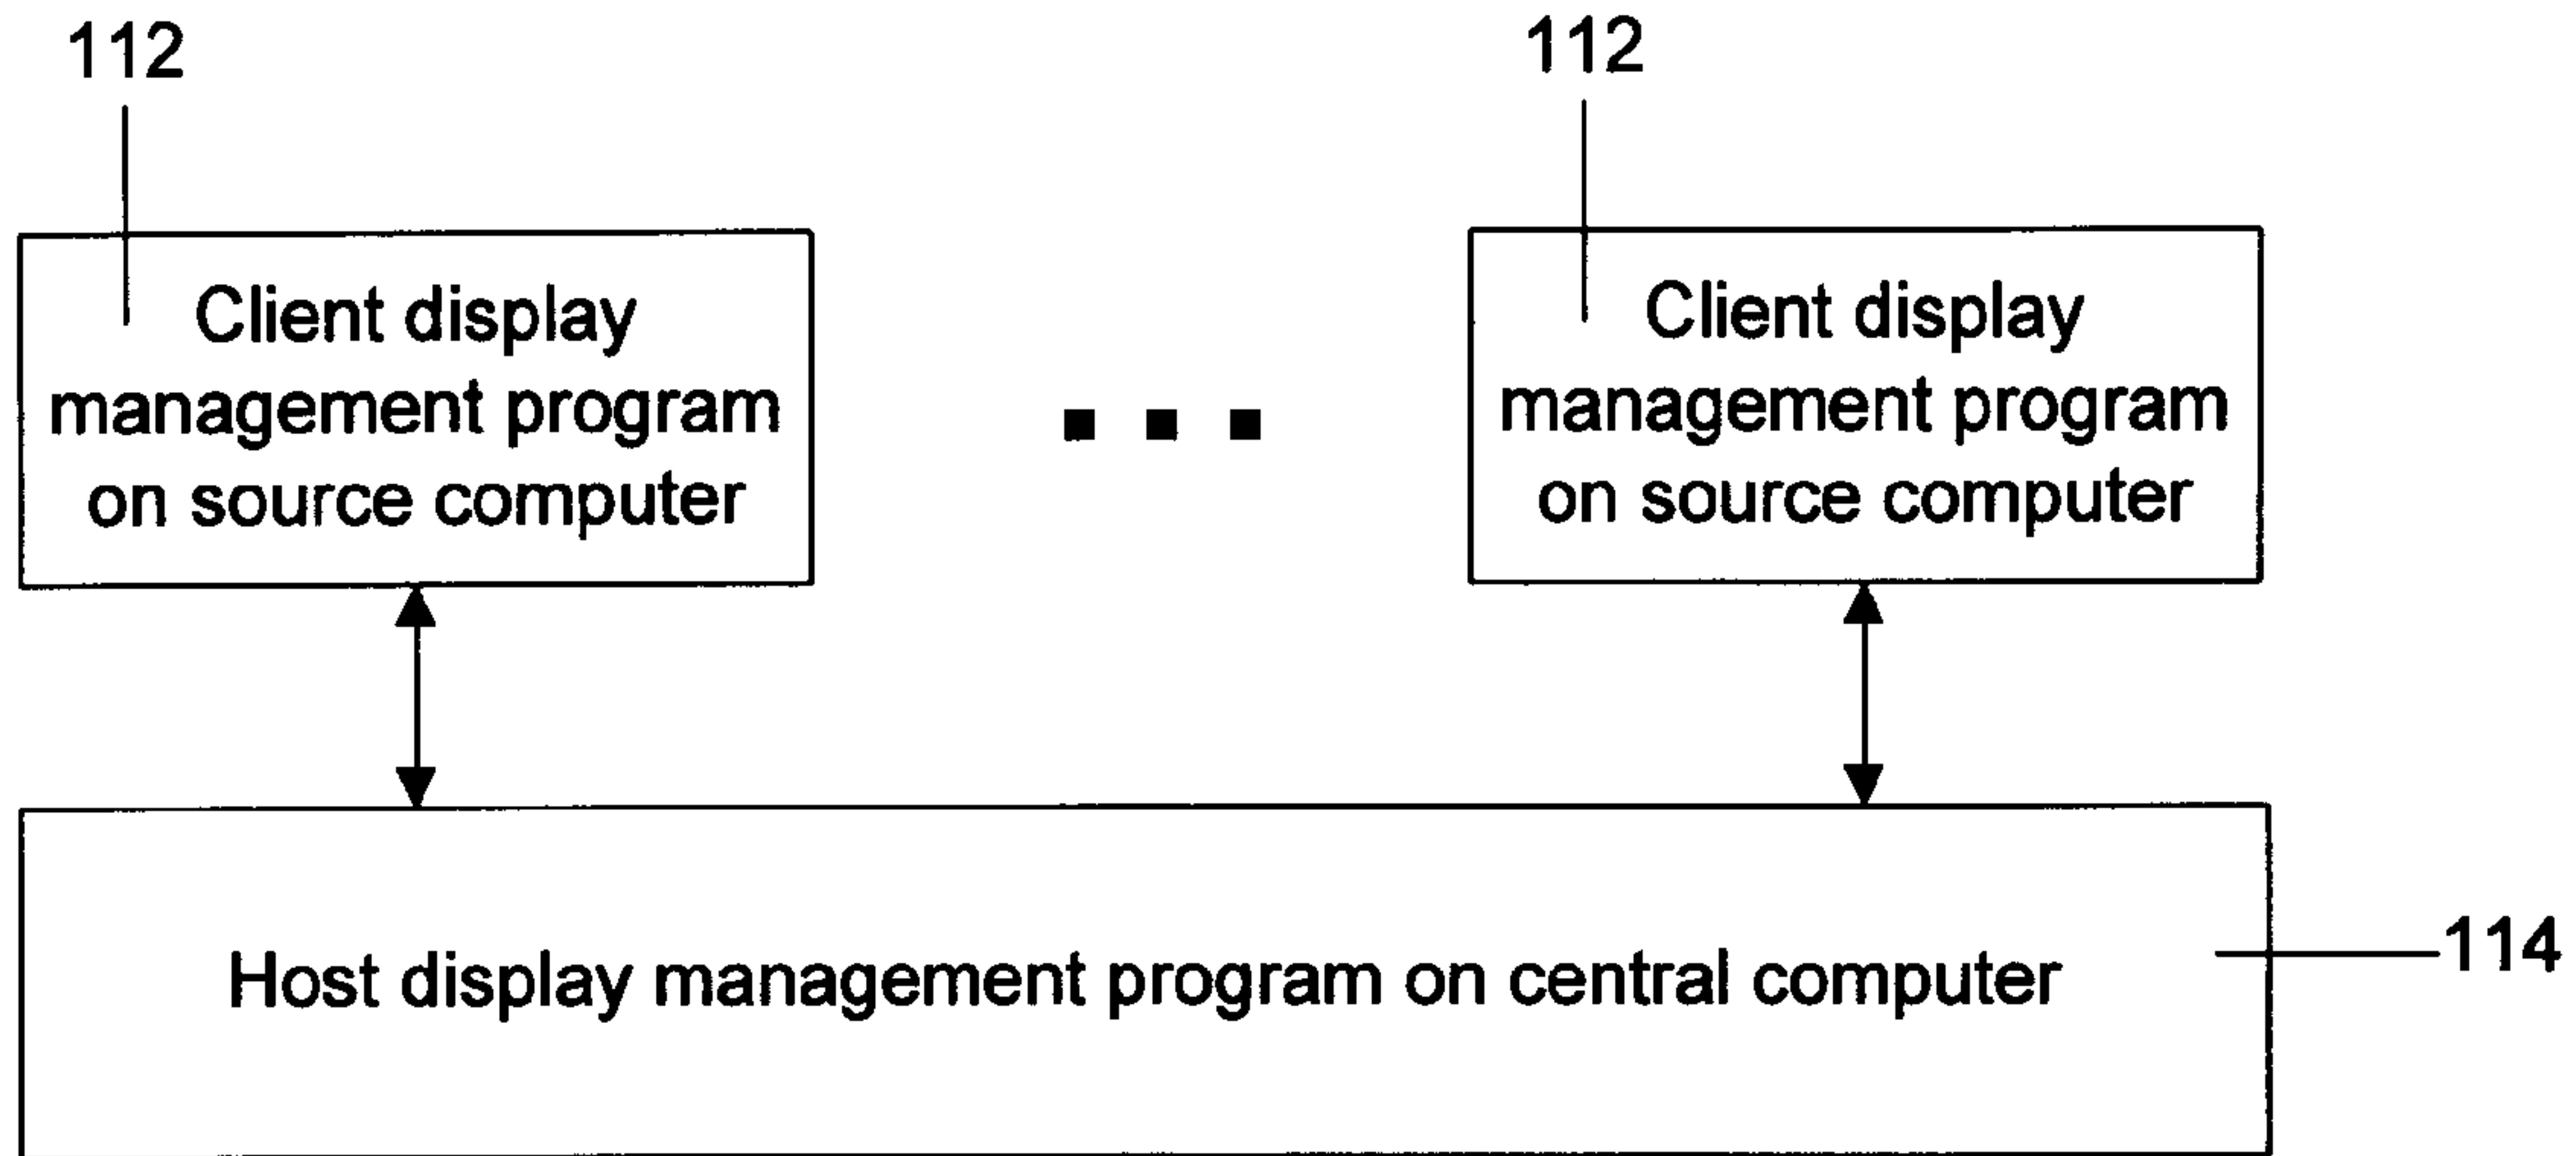 112
112
Client display
management program
on source computer
Client display
management program
on source computer
Host display management program on central computer
114